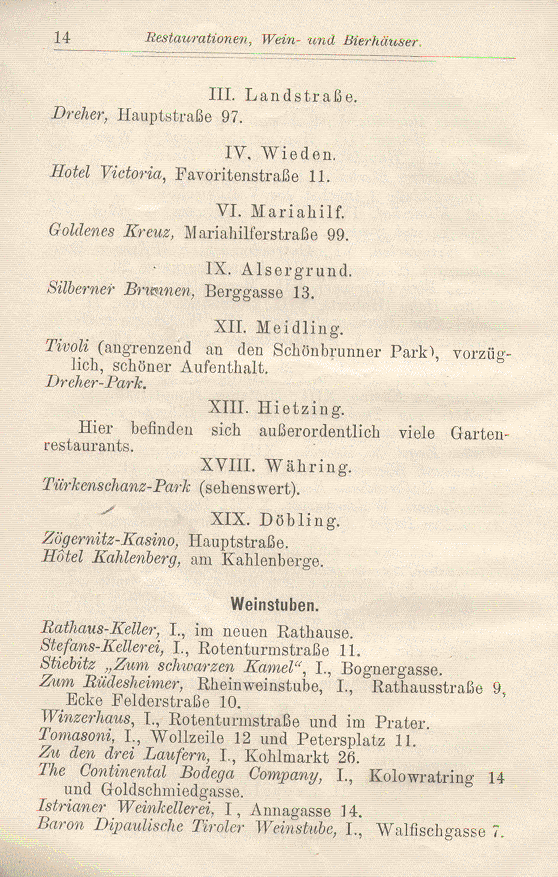 14 Restaurationen, Wein- und Bierhäuser.
III. Landstraße.
Dreher, Hauptstraße 97.
IV. Wieden.
Hotel Victoria, Favoritenstraße 11.
VI. Mariahilf.
Goldenes Kreuz, Mariahilferstraße 99.
IX. Alsergrund.
Silberner Brunnen, Berggasse 13.
XII. Meidling.
Tivoli (angrenzend an den Schönbrunner Park), vorzüg-
lich, schöner Aufenthalt.
Dreher-Park.
XIII. Hietzing.
Hier befinden sich außerordentlich viele Garten-
restaurants.
XVIII. Währing.
Türkenschanz-Park (sehenswert).
XIX. Döbling.
Zögernitz-Kasino, Hauptstraße.
Hôtel Kahlenberg, am Kahlenberge.
Weinstuben.
Rathaus-Keller, I., im neuen Rathause.
Stefans-Kellerei, I., Rotenturmstraße 11.
Stiebitz „Zum schwarzen Kamel“, I., Bognergasse.
Zum Rüdesheimer, Rheinweinstube, I., Rathausstraße 9,
Ecke Felderstraße 10.
Winzerhaus, I., Rotenturmstraße und im Prater.
Tomasoni, I., Wollzeile 12 und Petersplatz 11.
Zu den drei Laufern, I., Kohlmarkt 26.
The Continental Bodega Company, I., Kolowratring 14
und Goldschmiedgasse.
Istrianer Weinkellerei, I , Annagasse 14.
Baron Dipaulische Tiroler Weinstube, I., Walfischgasse 7.